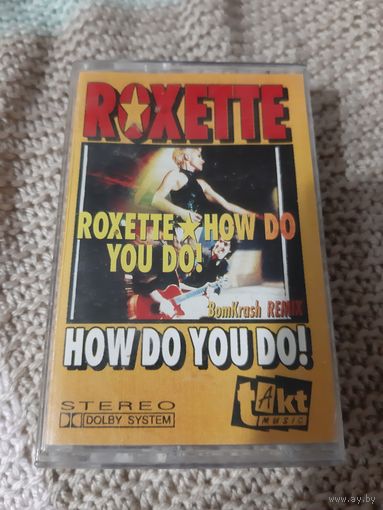 ROXETTE
ROXETTE★HOW DO
YOU DO!
BomKrash REMIX
HOW DO YOU DO!
STEREO
DOLBY SYSTEM
tAkt
MUSIC
www.ay.by